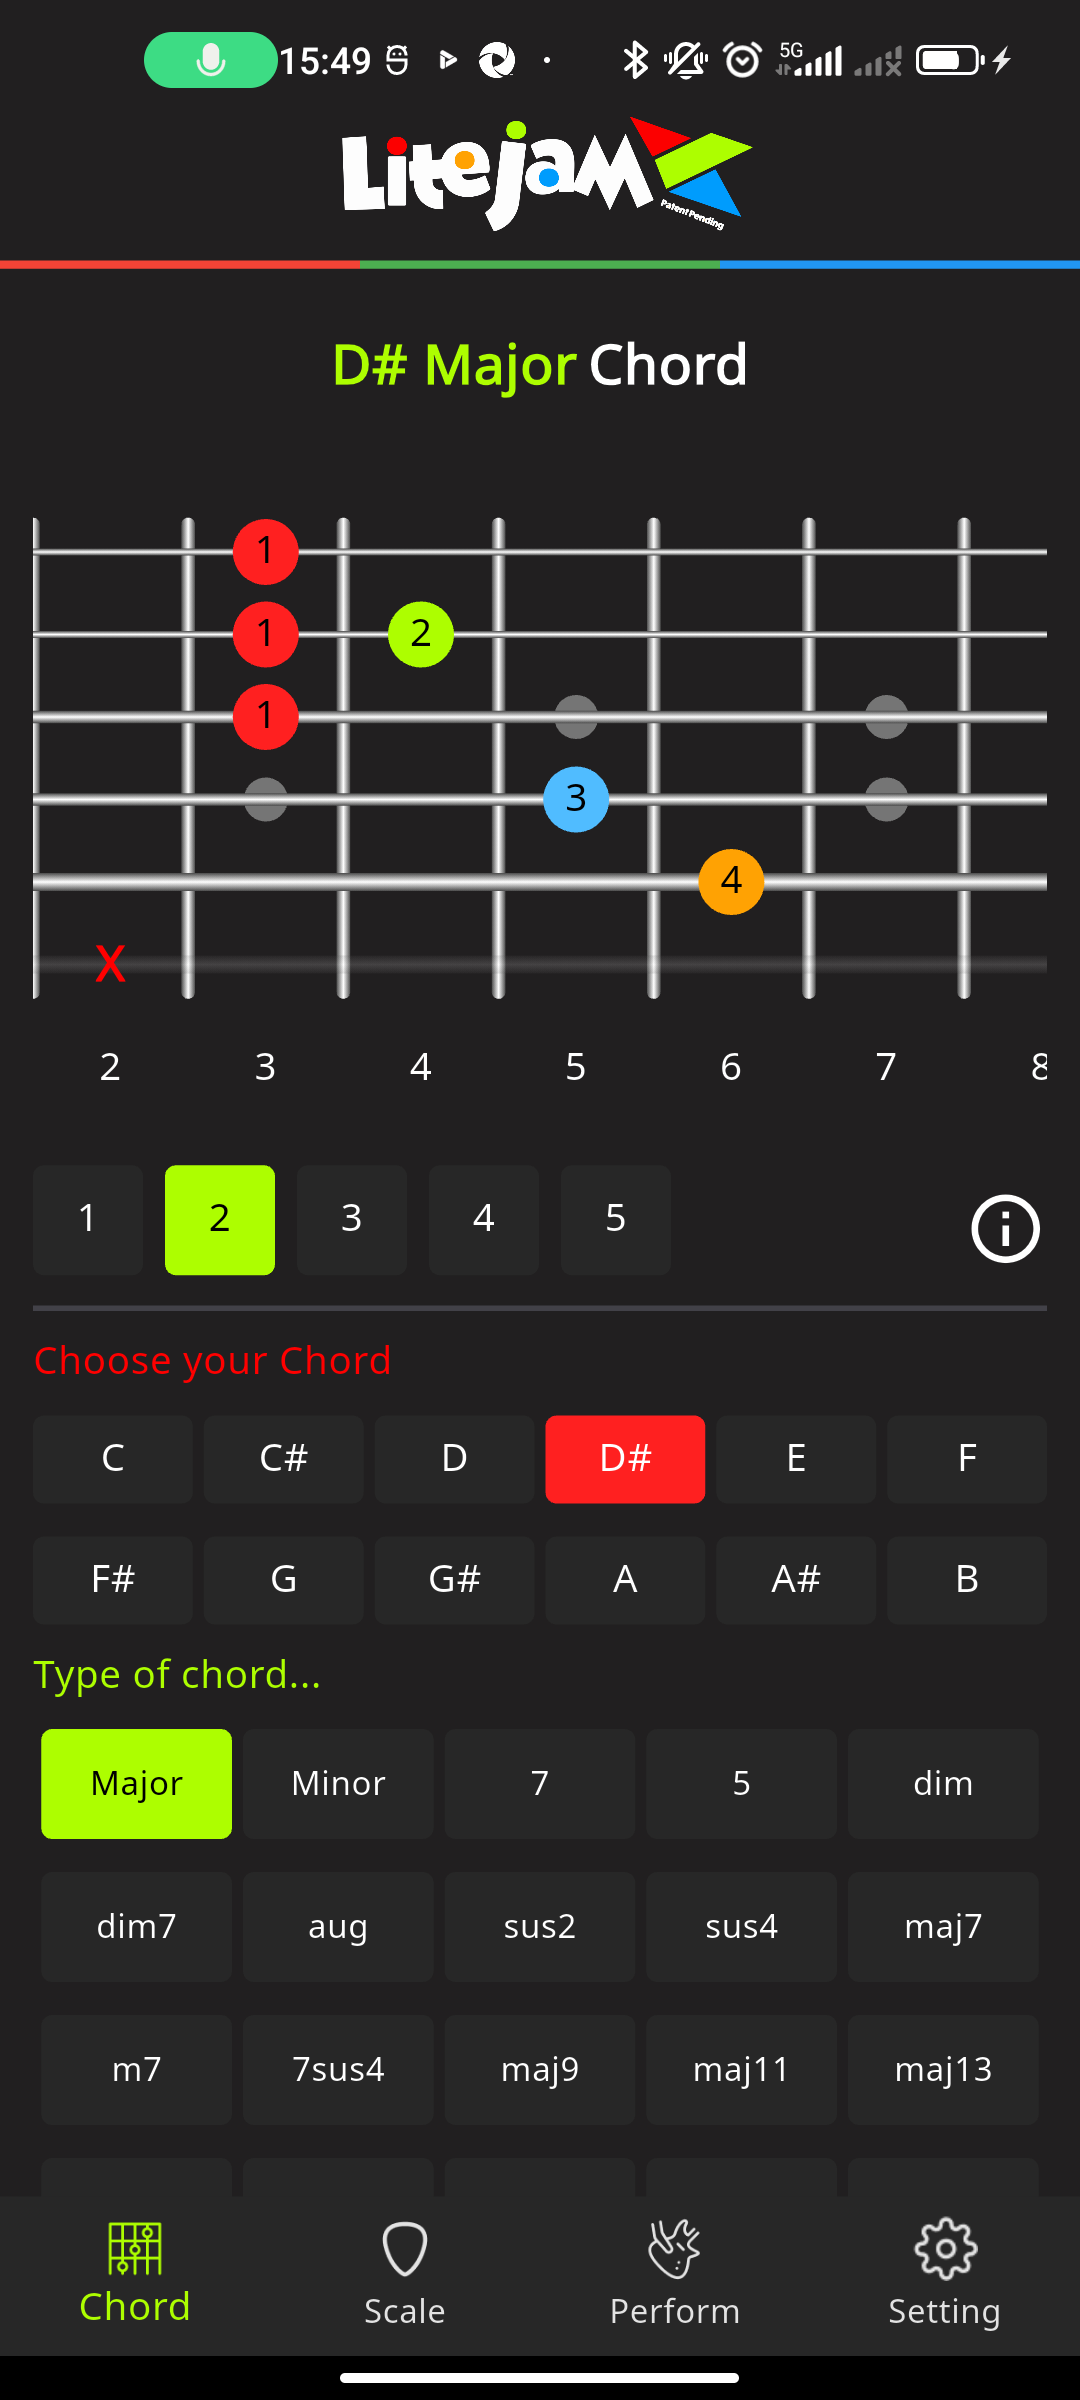 15:49 5G
Litejam
Patent Pending
D# Major Chord
1
1 2
1
3
4
X
2 3 4 5 6 7 8
1 2 3 4 5
Choose your Chord
C C# D D# E F
F# G G# A A# B
Type of chord...
Major Minor 7 5 dim
dim7 aug sus2 sus4 maj7
m7 7sus4 maj9 maj11 maj13
Chord Scale Perform Setting